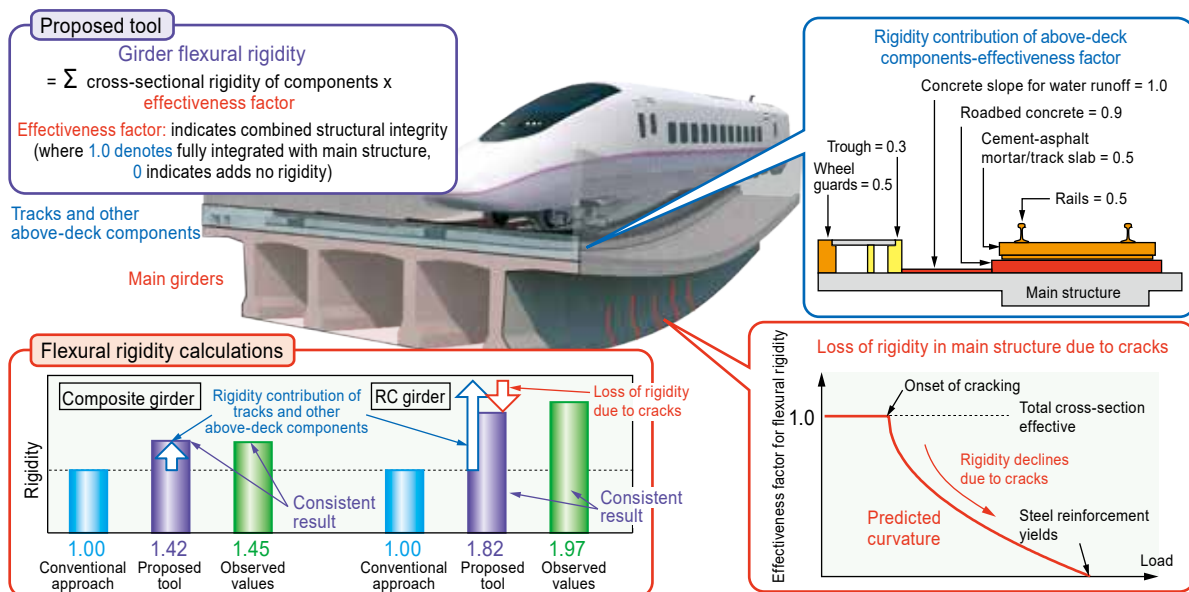 Proposed tool
Girder flexural rigidity
= Σ cross-sectional rigidity of components x
effectiveness factor
Effectiveness factor: indicates combined structural integrity
(where 1.0 denotes fully integrated with main structure,
0 indicates adds no rigidity)
Tracks and other
above-deck components
Main girders
Rigidity contribution of above-deck
components-effectiveness factor
Concrete slope for water runoff = 1.0
Roadbed concrete = 0.9
Cement-asphalt
mortar/track slab = 0.5
Trough = 0.3
Wheel
guards = 0.5
Rails = 0.5
Main structure
Flexural rigidity calculations
Rigidity
Composite girder
Rigidity contribution of
tracks and other
above-deck components
RC girder
Loss of rigidity
due to cracks
Consistent
result
Consistent
result
1.00
Conventional
approach
1.42
Proposed
tool
1.45
Observed
values
1.00
Conventional
approach
1.82
Proposed
tool
1.97
Observed
values
Loss of rigidity in main structure due to cracks
Effectiveness factor for flexural rigidity
1.0
Onset of cracking
Total cross-section
effective
Rigidity declines
due to cracks
Predicted
curvature
Steel reinforcement
yields
Load